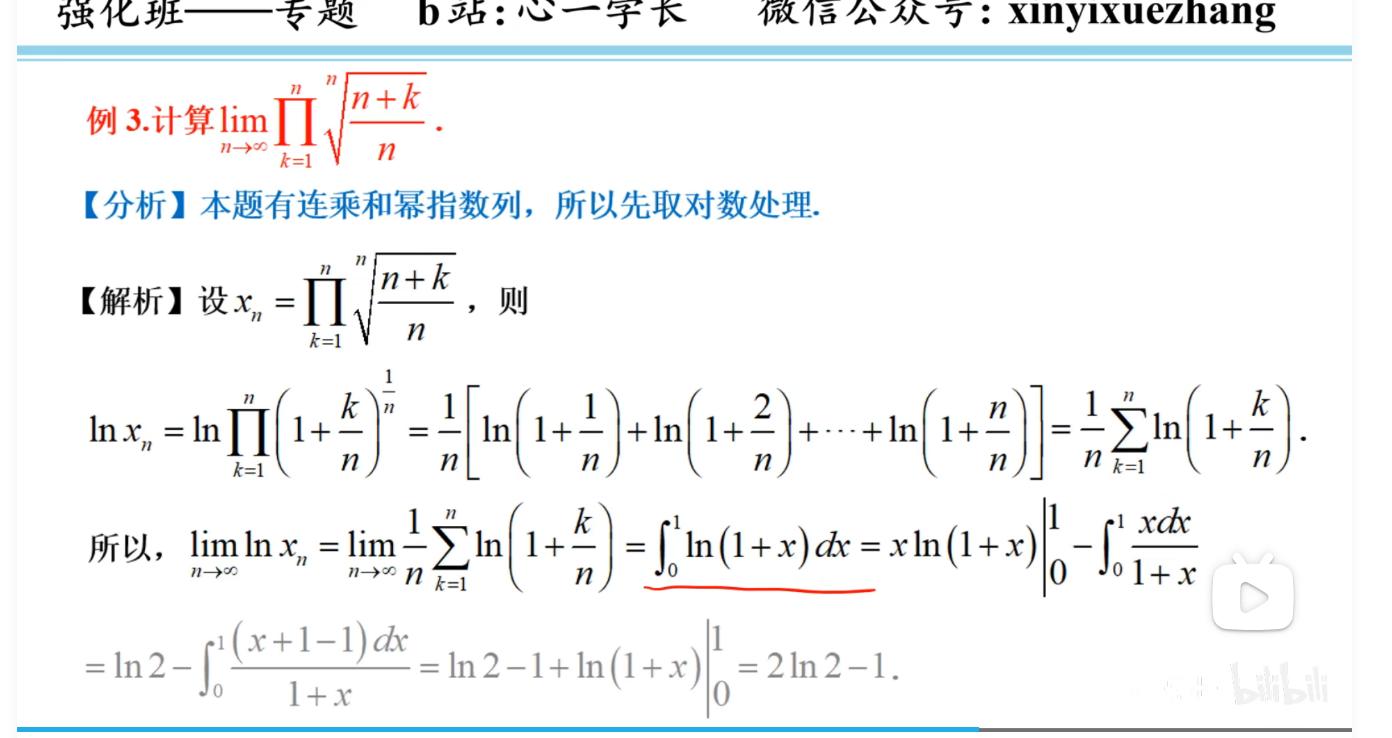 强化班——专题 b站：心一学长 微信公众号：xinyixuezhang
例 3.计算 $\lim_{n\to\infty}\prod_{k=1}^{n}\sqrt[n]{\frac{n+k}{n}}$ .
【分析】本题有连乘和幂指数列，所以先取对数处理.
【解析】设 $x_n=\prod_{k=1}^{n}\sqrt[n]{\frac{n+k}{n}}$ ，则
$\ln x_n=\ln\prod_{k=1}^{n}\left(1+\frac{k}{n}\right)^{\frac{1}{n}}=\frac{1}{n}\left[\ln\left(1+\frac{1}{n}\right)+\ln\left(1+\frac{2}{n}\right)+\cdots+\ln\left(1+\frac{n}{n}\right)\right]=\frac{1}{n}\sum_{k=1}^{n}\ln\left(1+\frac{k}{n}\right).$
所以，$\lim_{n\to\infty}\ln x_n=\lim_{n\to\infty}\frac{1}{n}\sum_{k=1}^{n}\ln\left(1+\frac{k}{n}\right)=\int_0^1\ln(1+x)dx=x\ln(1+x)\Big|_0^1-\int_0^1\frac{xdx}{1+x}$
$=\ln 2-\int_0^1\frac{(x+1-1)dx}{1+x}=\ln 2-1+\ln(1+x)\Big|_0^1=2\ln 2-1.$
bilibili